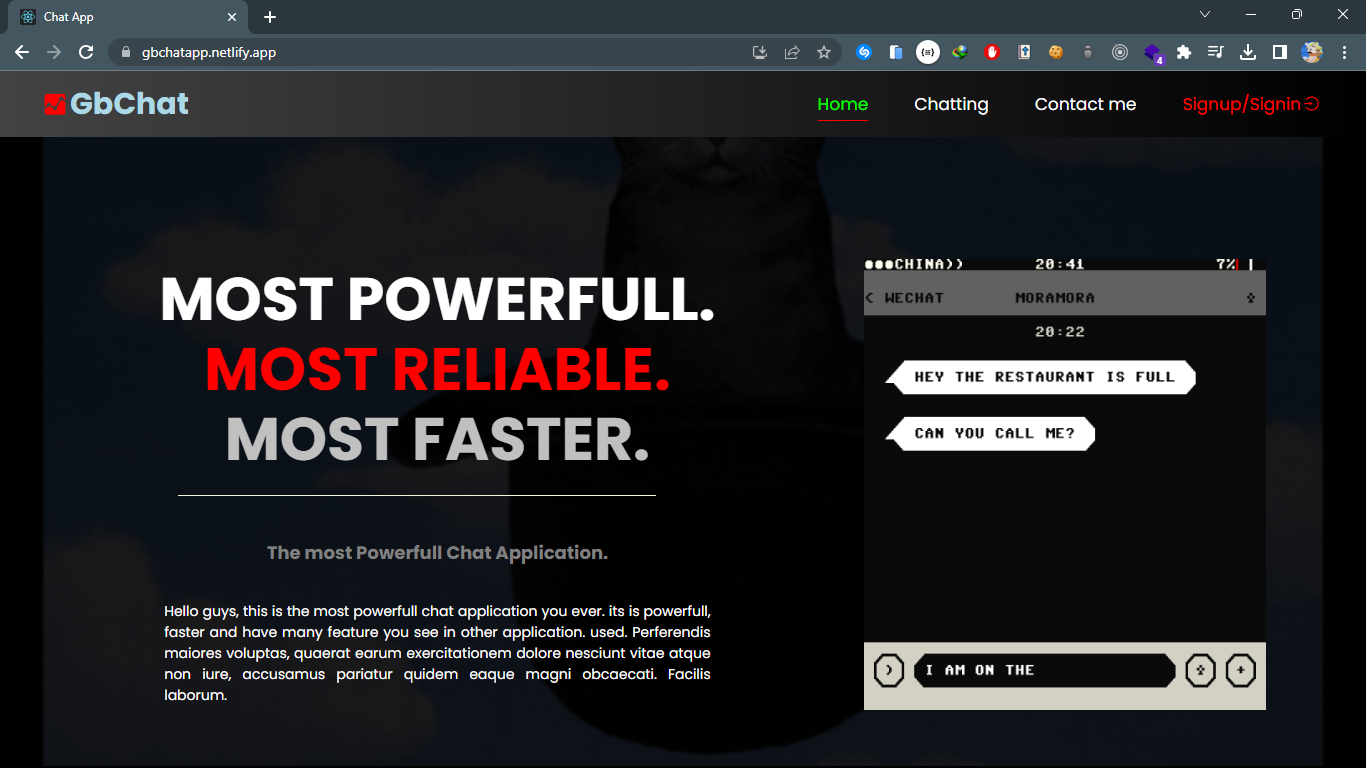 Chat App
gbchatapp.netlify.app
4
GbChat
Home
Chatting
Contact me
Signup/Signin
MOST POWERFULL.
MOST RELIABLE.
MOST FASTER.
The most Powerfull Chat Application.
Hello guys, this is the most powerfull chat application you ever. its is powerfull,
faster and have many feature you see in other application. used. Perferendis
maiores voluptas, quaerat earum exercitationem dolore nesciunt vitae atque
non iure, accusamus pariatur quidem eaque magni obcaecati. Facilis
laborum.
CHINA)) 20:41 7%
< WECHAT MORAMORA
20:22
HEY THE RESTAURANT IS FULL
CAN YOU CALL ME?
I AM ON THE